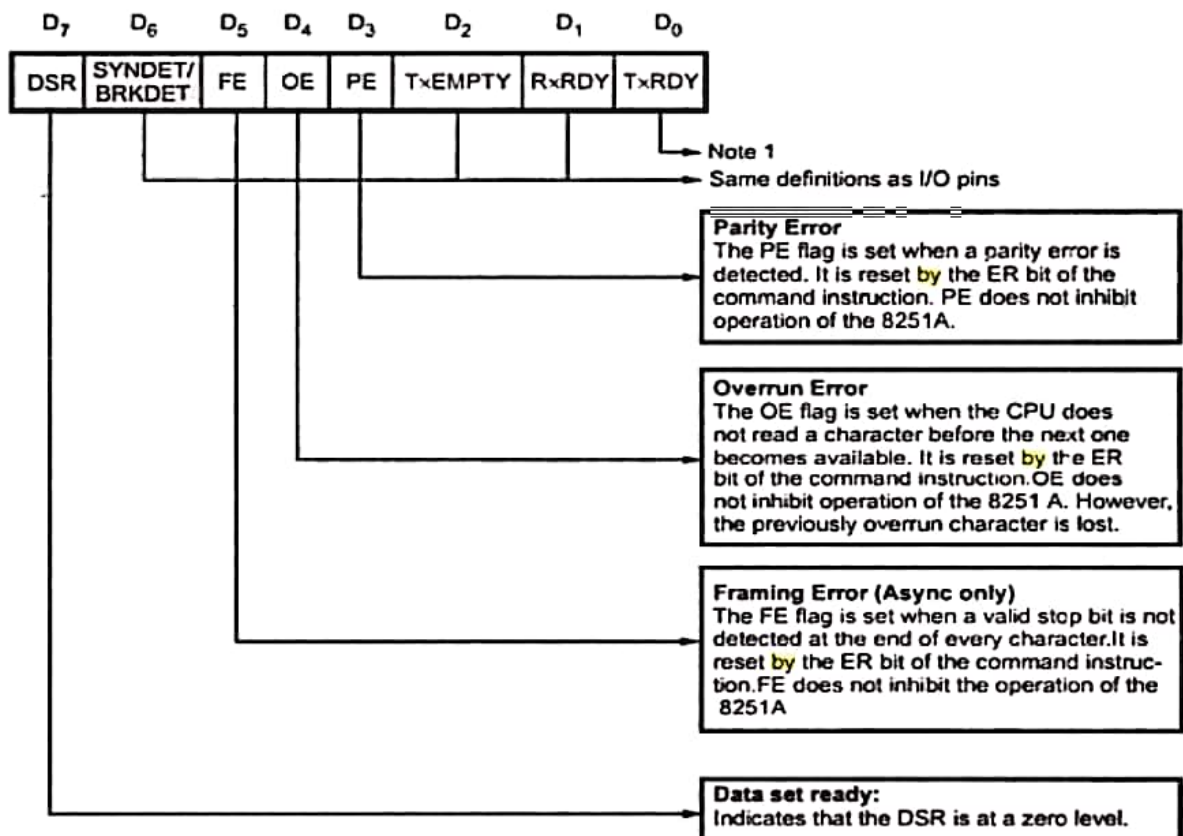 D7 D6 D5 D4 D3 D2 D1 D0
DSR SYNDET/ BRKDET FE OE PE TxEMPTY RxRDY TxRDY
Note 1
Same definitions as I/O pins
Parity Error
The PE flag is set when a parity error is
detected. It is reset by the ER bit of the
command instruction. PE does not inhibit
operation of the 8251A.
Overrun Error
The OE flag is set when the CPU does
not read a character before the next one
becomes available. It is reset by the ER
bit of the command instruction.OE does
not inhibit operation of the 8251 A. However,
the previously overrun character is lost.
Framing Error (Async only)
The FE flag is set when a valid stop bit is not
detected at the end of every character.It is
reset by the ER bit of the command instruc-
tion.FE does not inhibit the operation of the
8251A
Data set ready:
Indicates that the DSR is at a zero level.